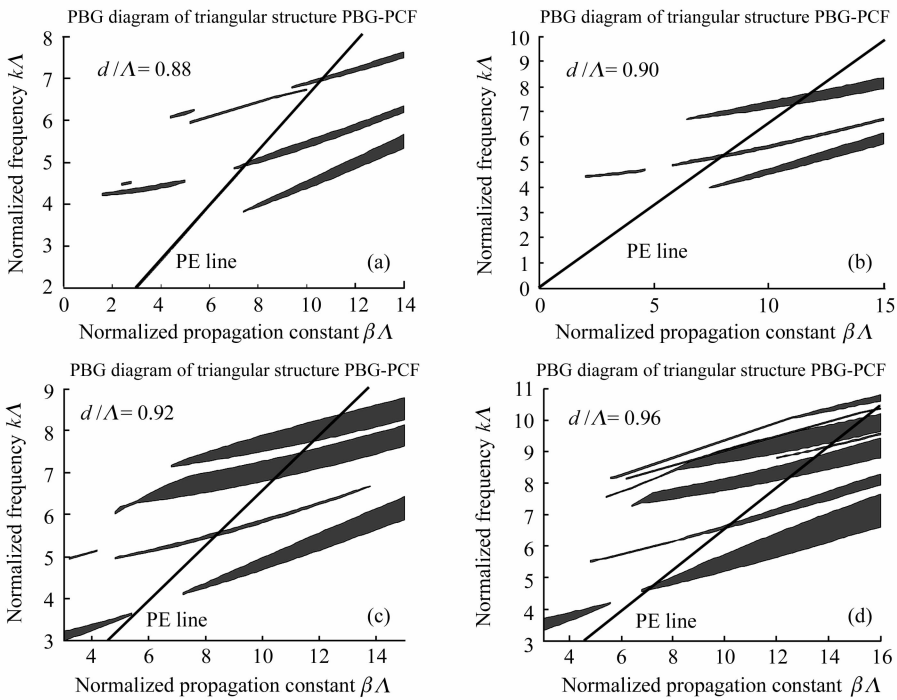 PBG diagram of triangular structure PBG-PCF
8
7
6
5
4
3
2
Normalized frequency kΛ
d/Λ= 0.88
PE line
(a)
0 2 4 6 8 10 12 14
Normalized propagation constant βΛ
PBG diagram of triangular structure PBG-PCF
10
9
8
7
6
5
4
3
2
1
0
Normalized frequency kΛ
d/Λ= 0.90
PE line
(b)
0 5 10 15
Normalized propagation constant βΛ
PBG diagram of triangular structure PBG-PCF
9
8
7
6
5
4
3
Normalized frequency kΛ
d/Λ= 0.92
PE line
(c)
4 6 8 10 12 14
Normalized propagation constant βΛ
PBG diagram of triangular structure PBG-PCF
11
10
9
8
7
6
5
4
3
Normalized frequency kΛ
d/Λ= 0.96
PE line
(d)
4 6 8 10 12 14 16
Normalized propagation constant βΛ